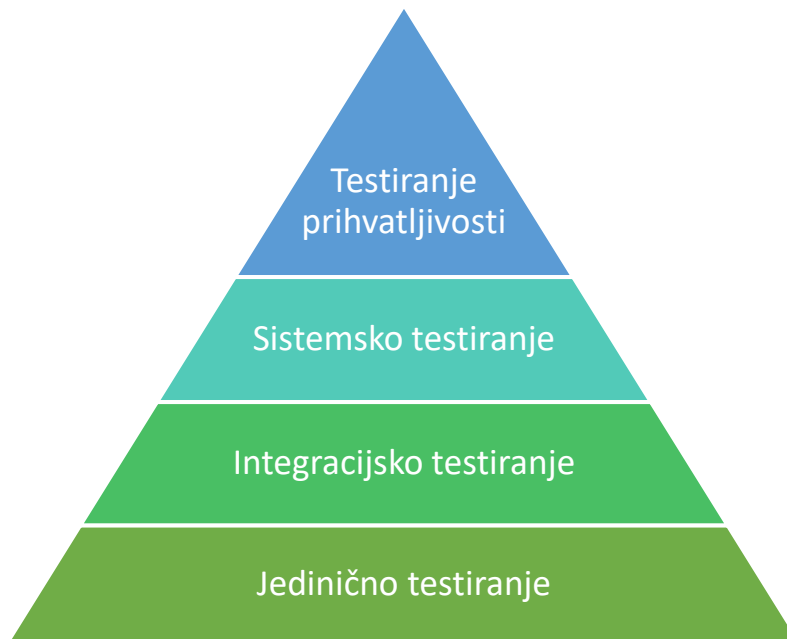 Testiranje
prihvatljivosti
Sistemsko testiranje
Integracijsko testiranje
Jedinično testiranje